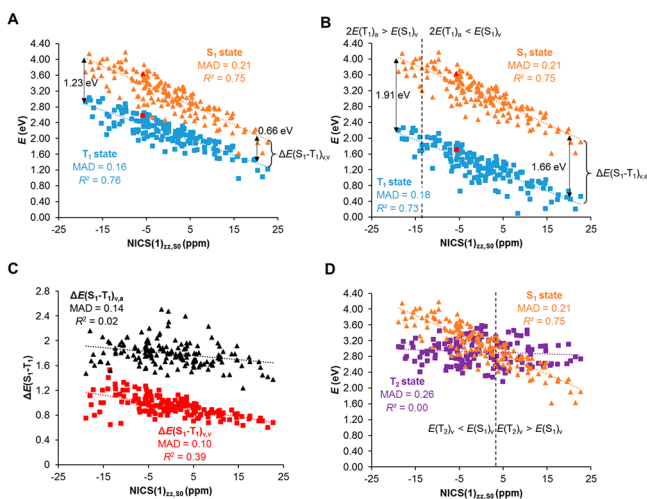 A
4.40
4.00
3.60
3.20
2.80
2.40
2.00
1.60
1.20
0.80
0.40
0.00
E (eV)
S₁ state
MAD = 0.21
R² = 0.75
1.23 eV
0.66 eV
ΔE(S₁-T₁)ᵥ,ᵥ
T₁ state
MAD = 0.16
R² = 0.76
-25 -15 -5 5 15 25
NICS(1)zz,S0 (ppm)
B
2E(T₁)ₐ > E(S₁)ᵥ 2E(T₁)ₐ < E(S₁)ᵥ
4.40
4.00
3.60
3.20
2.80
2.40
2.00
1.60
1.20
0.80
0.40
0.00
E (eV)
S₁ state
MAD = 0.21
R² = 0.75
1.91 eV
1.66 eV
ΔE(S₁-T₁)ᵥ,ₐ
T₁ state
MAD = 0.18
R² = 0.73
-25 -15 -5 5 15 25
NICS(1)zz,S0 (ppm)
C
2.8
2.4
2
1.6
1.2
0.8
0.4
0
ΔE(S₁-T₁)
ΔE(S₁-T₁)ᵥ,ₐ
MAD = 0.14
R² = 0.02
ΔE(S₁-T₁)ᵥ,ᵥ
MAD = 0.10
R² = 0.39
-25 -15 -5 5 15 25
NICS(1)zz,S0 (ppm)
D
4.40
4.00
3.60
3.20
2.80
2.40
2.00
1.60
1.20
0.80
0.40
0.00
E (eV)
S₁ state
MAD = 0.21
R² = 0.75
T₂ state
MAD = 0.26
R² = 0.00
E(T₂)ᵥ < E(S₁)ᵥ E(T₂)ᵥ > E(S₁)ᵥ
-25 -15 -5 5 15 25
NICS(1)zz,S0 (ppm)